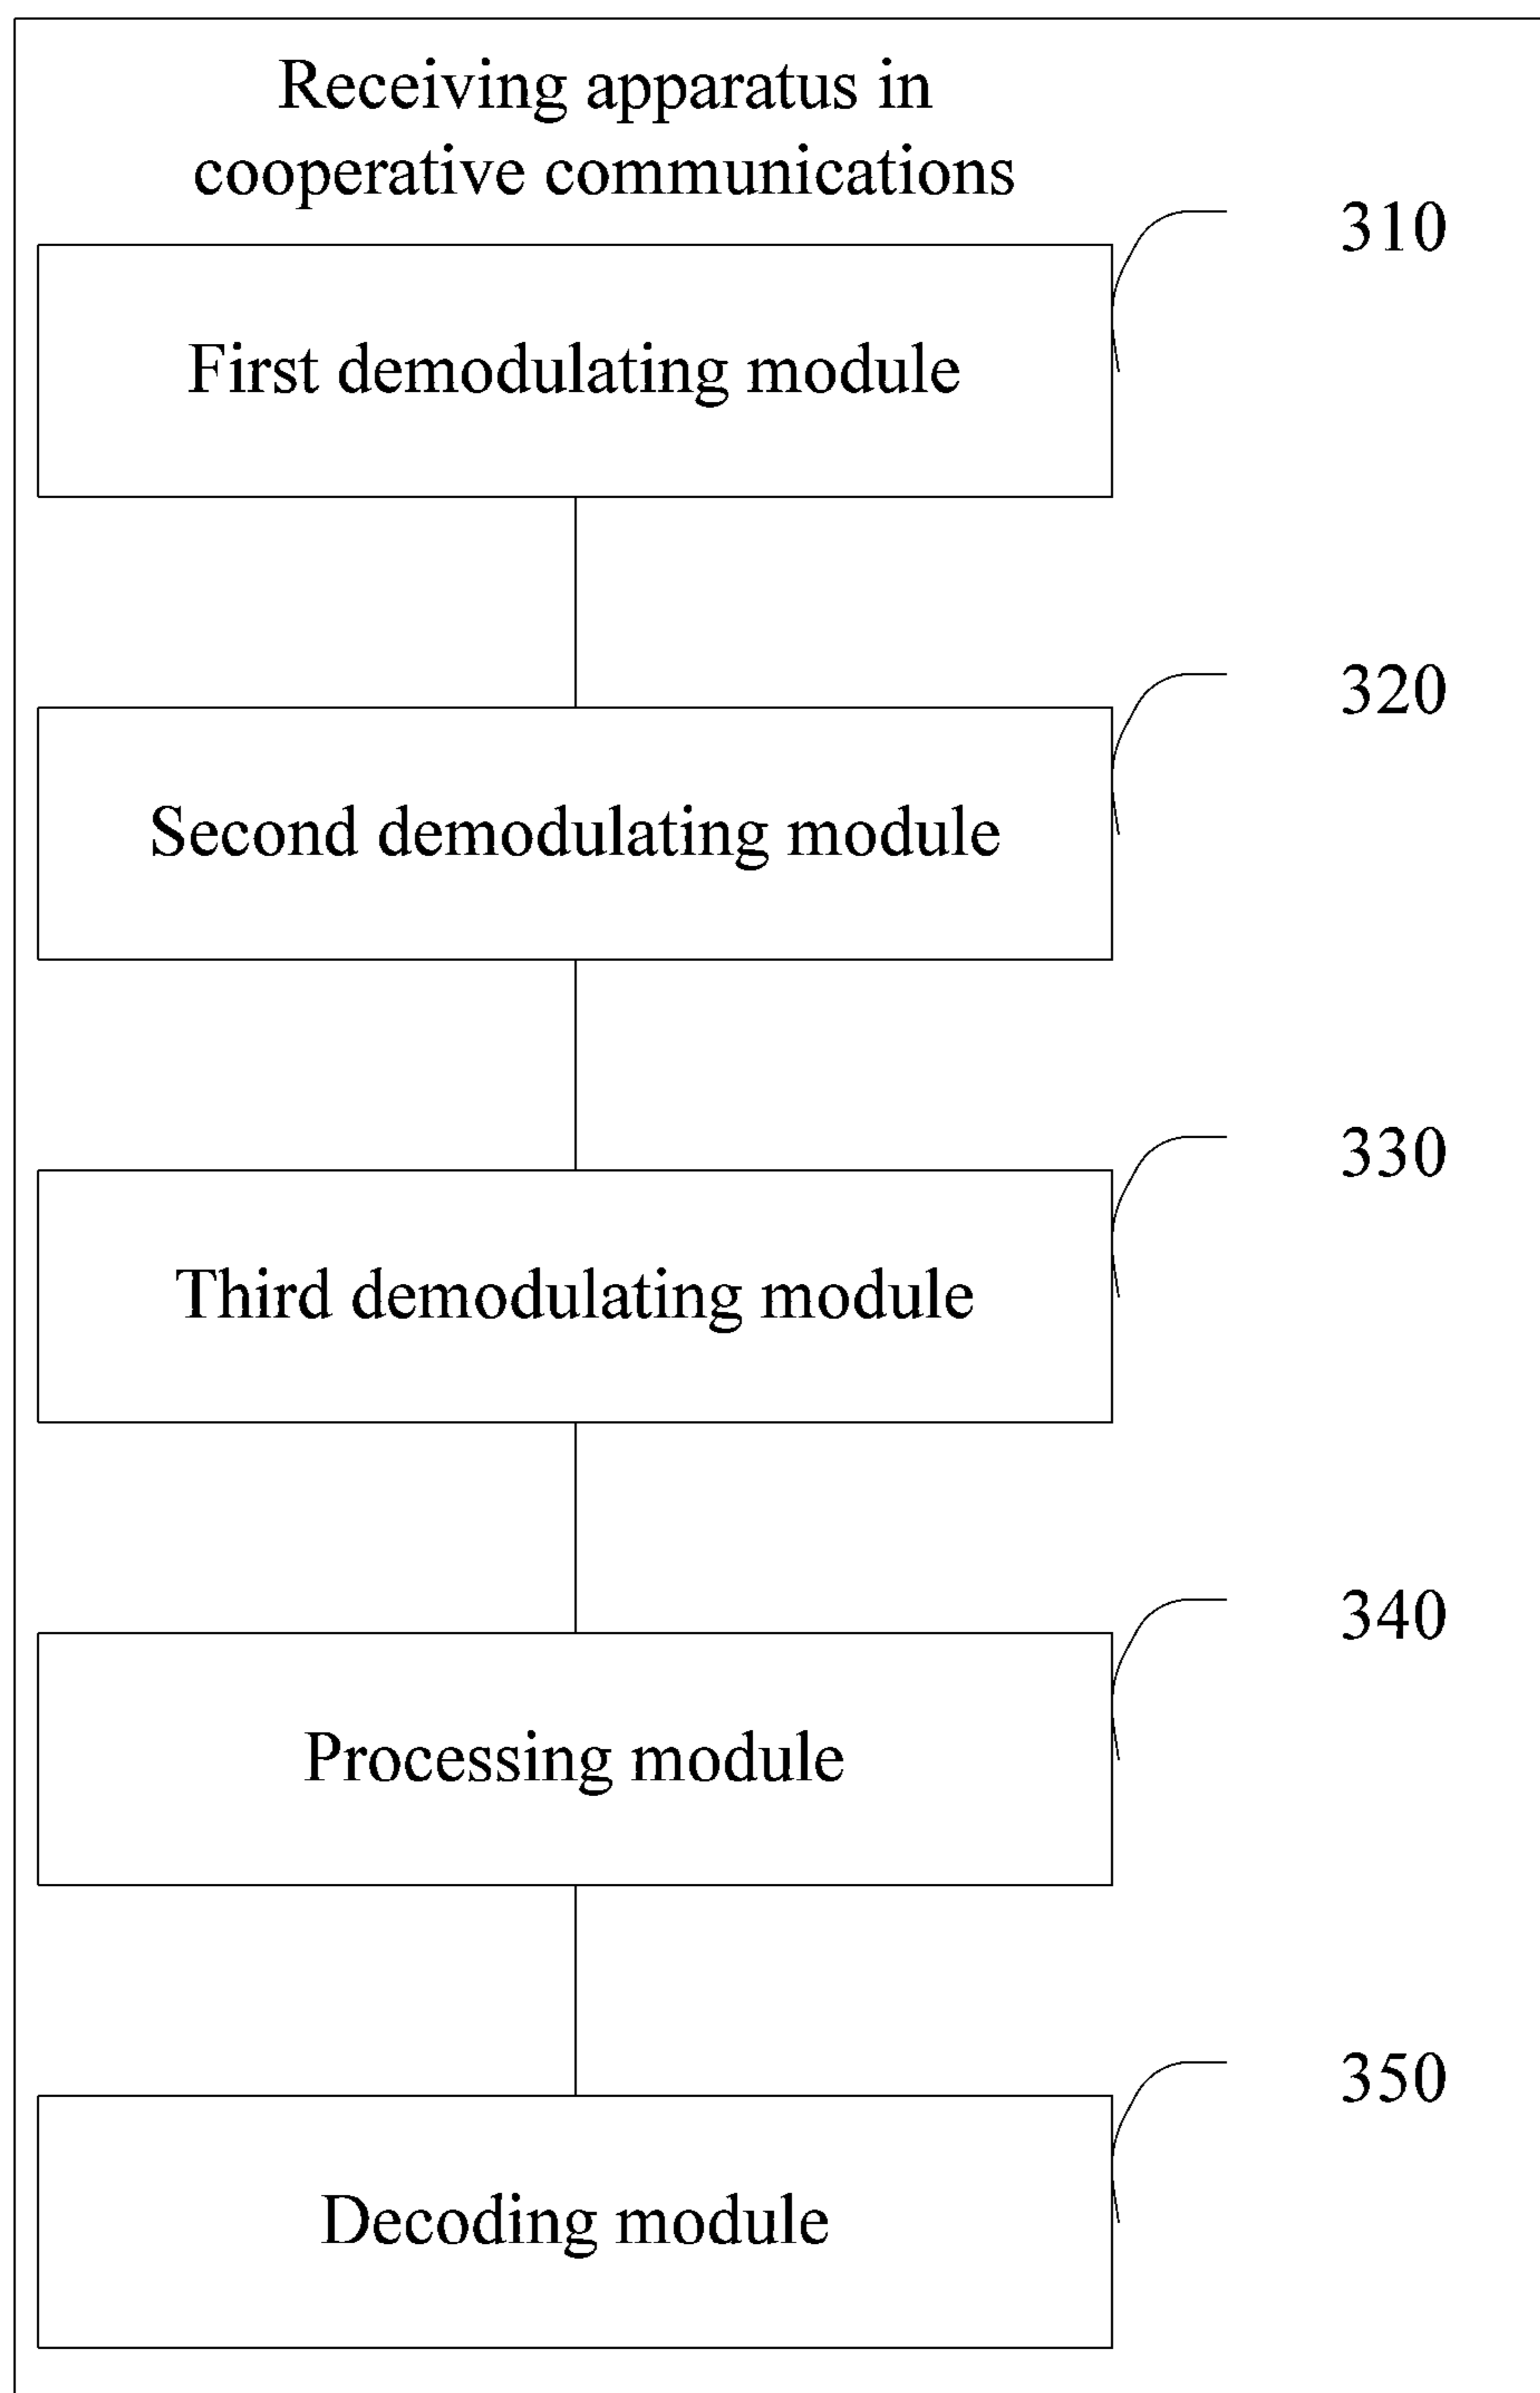 Receiving apparatus in
cooperative communications
310
First demodulating module
320
Second demodulating module
330
Third demodulating module
340
Processing module
350
Decoding module